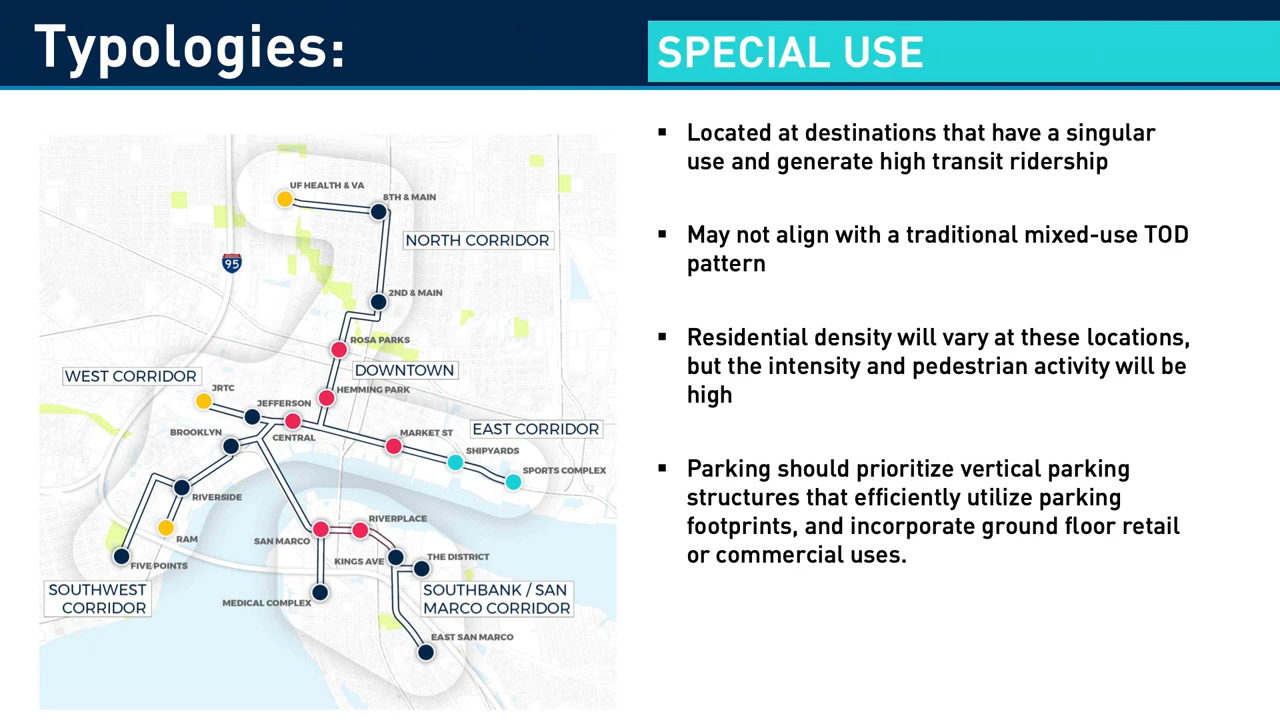 Typologies:
SPECIAL USE
▪ Located at destinations that have a singular
use and generate high transit ridership
▪ May not align with a traditional mixed-use TOD
pattern
▪ Residential density will vary at these locations,
but the intensity and pedestrian activity will be
high
▪ Parking should prioritize vertical parking
structures that efficiently utilize parking
footprints, and incorporate ground floor retail
or commercial uses.
UF HEALTH & VA
8TH & MAIN
NORTH CORRIDOR
95
2ND & MAIN
ROSA PARKS
DOWNTOWN
WEST CORRIDOR
JRTC
HEMMING PARK
JEFFERSON
BROOKLYN
CENTRAL
MARKET ST
EAST CORRIDOR
SHIPYARDS
SPORTS COMPLEX
RIVERSIDE
RAM
FIVE POINTS
SAN MARCO
RIVERPLACE
KINGS AVE
THE DISTRICT
SOUTHWEST
CORRIDOR
MEDICAL COMPLEX
SOUTHBANK / SAN
MARCO CORRIDOR
EAST SAN MARCO